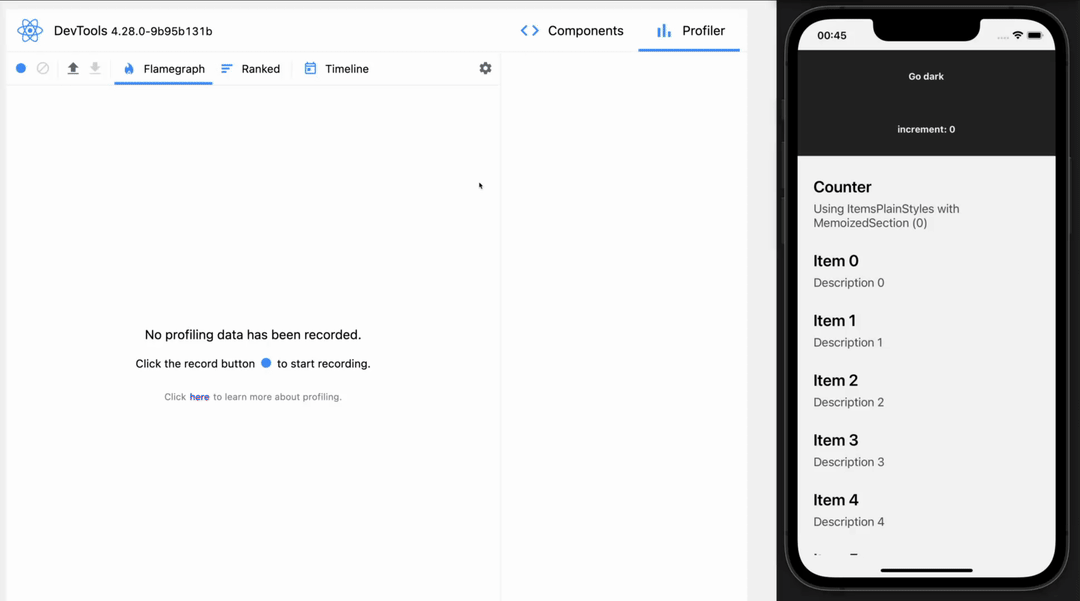 DevTools 4.28.0-9b95b131b
Components
Profiler
Flamegraph
Ranked
Timeline
No profiling data has been recorded.
Click the record button to start recording.
Click here to learn more about profiling.
00:45
Go dark
increment: 0
Counter
Using ItemsPlainStyles with
MemoizedSection (0)
Item 0
Description 0
Item 1
Description 1
Item 2
Description 2
Item 3
Description 3
Item 4
Description 4